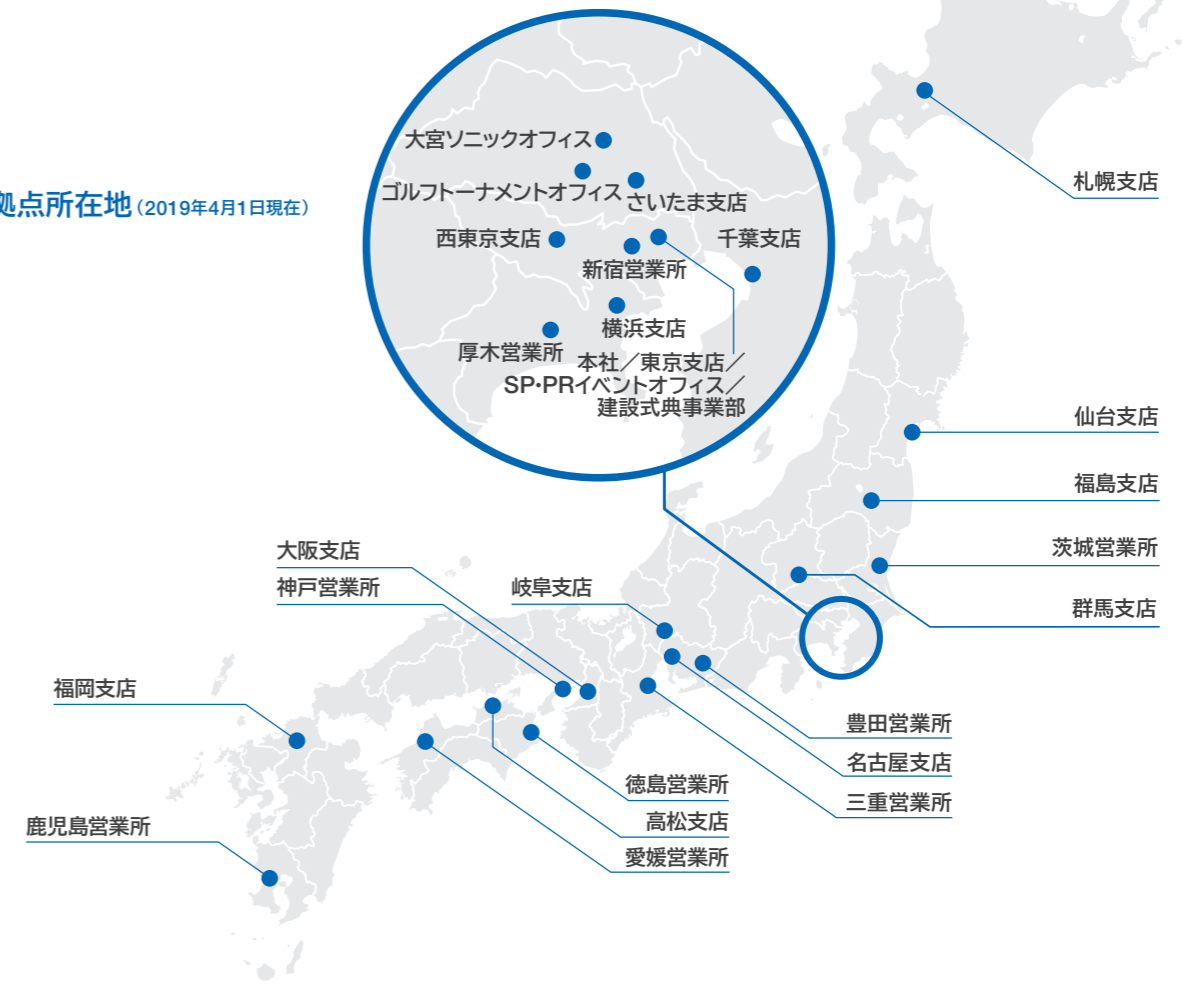 拠点所在地（2019年4月1日現在）
大宮ソニックオフィス
ゴルフトーナメントオフィス
さいたま支店
西東京支店
新宿営業所
千葉支店
横浜支店
厚木営業所
本社／東京支店／
SP・PRイベントオフィス／
建設式典事業部
札幌支店
仙台支店
福島支店
茨城営業所
群馬支店
大阪支店
神戸営業所
岐阜支店
福岡支店
鹿児島営業所
豊田営業所
名古屋支店
三重営業所
徳島営業所
高松支店
愛媛営業所